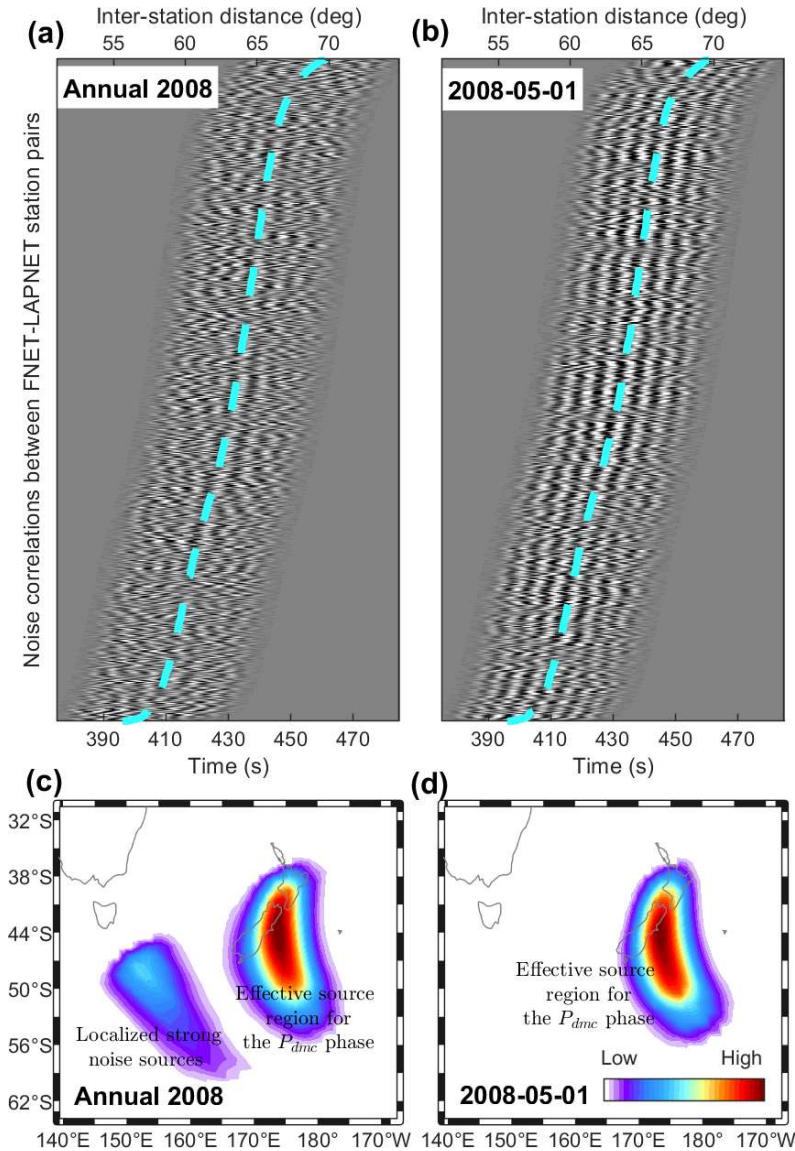 (a)
Inter-station distance (deg)
55 60 65 70
Annual 2008
Noise correlations between FNET-LAPNET station pairs
390 410 430 450 470
Time (s)
(b)
Inter-station distance (deg)
55 60 65 70
2008-05-01
390 410 430 450 470
Time (s)
(c)
32°S
38°S
44°S
50°S
56°S
62°S
Effective source
region for
the Pdmc phase
Localized strong
noise sources
Annual 2008
140°E 150°E 160°E 170°E 180° 170°W
(d)
Effective source
region for
the Pdmc phase
Low High
2008-05-01
140°E 150°E 160°E 170°E 180° 170°W